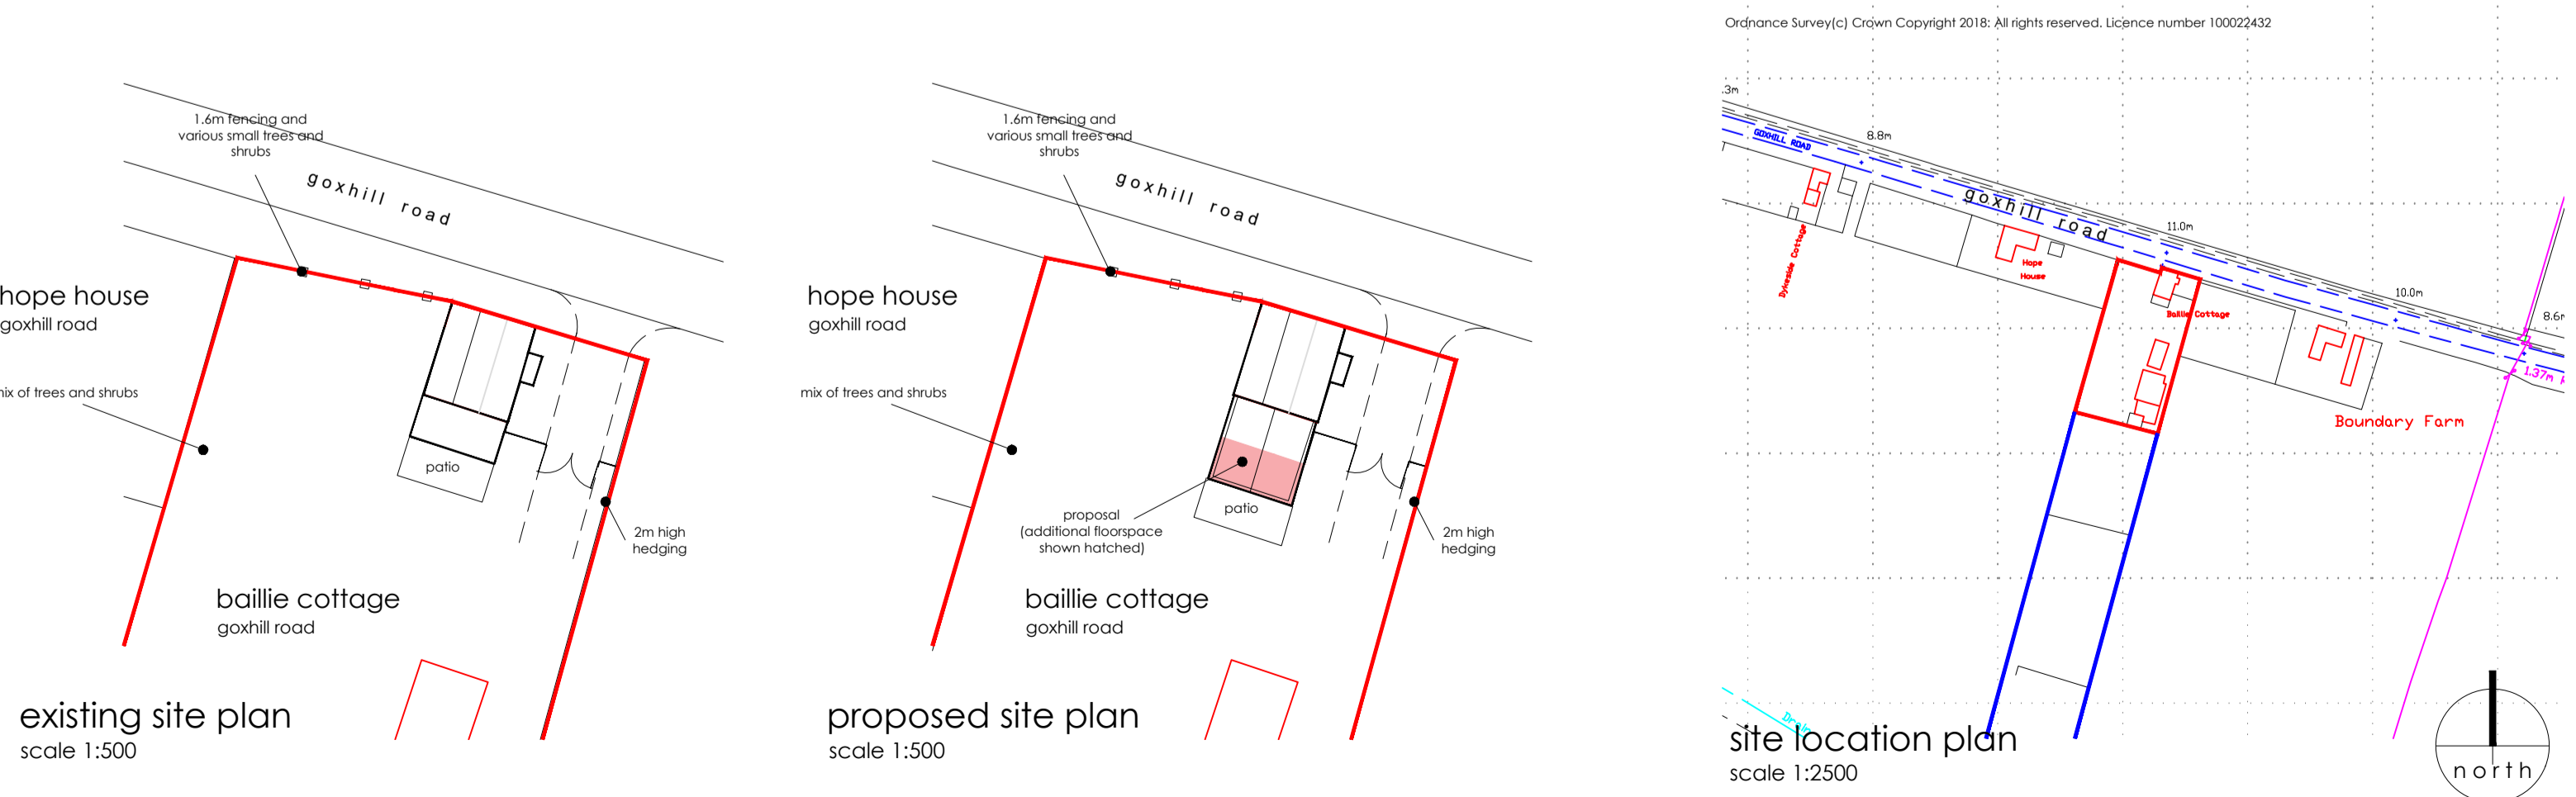 1.6m fencing and
various small trees and
shrubs
goxhill road
hope house
goxhill road
mix of trees and shrubs
patio
2m high
hedging
baillie cottage
goxhill road
existing site plan
scale 1:500
1.6m fencing and
various small trees and
shrubs
goxhill road
hope house
goxhill road
mix of trees and shrubs
patio
proposal
(additional floorspace
shown hatched)
2m high
hedging
baillie cottage
goxhill road
proposed site plan
scale 1:500
Ordnance Survey(c) Crown Copyright 2018: All rights reserved. Licence number 100022432
.3m
GOXHILL ROAD
8.8m
goxhill road
11.0m
Dykeside Cottage
Hope
House
Baillie Cottage
10.0m
8.6m
1.37m
Boundary Farm
Drain
site location plan
scale 1:2500
north